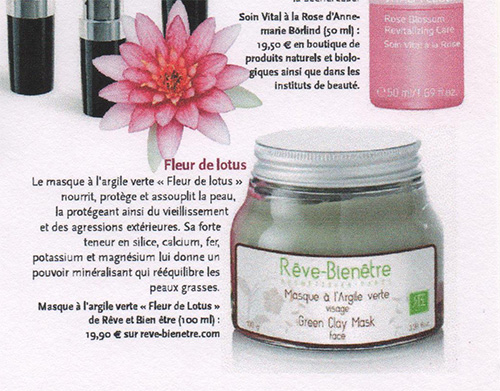 Soin Vital à la Rose d'Anne-
marie Börlind (50 ml) :
19,50 € en boutique de
produits naturels et biolo-
giques ainsi que dans les
instituts de beauté.
Rose Blossom
Revitalizing Care
Soin Vital à la Rose
50 ml / 1.69 fl.oz.
Fleur de lotus
Le masque à l'argile verte « Fleur de lotus »
nourrit, protège et assouplit la peau,
la protégeant ainsi du vieillissement
et des agressions extérieures. Sa forte
teneur en silice, calcium, fer,
potassium et magnésium lui donne un
pouvoir minéralisant qui rééquilibre les
peaux grasses.
Masque à l'argile verte « Fleur de Lotus »
de Rêve et Bien être (100 ml) :
19,90 € sur reve-bienetre.com
Rêve-Bienêtre
Masque à l'Argile verte
visage
Green Clay Mask
face